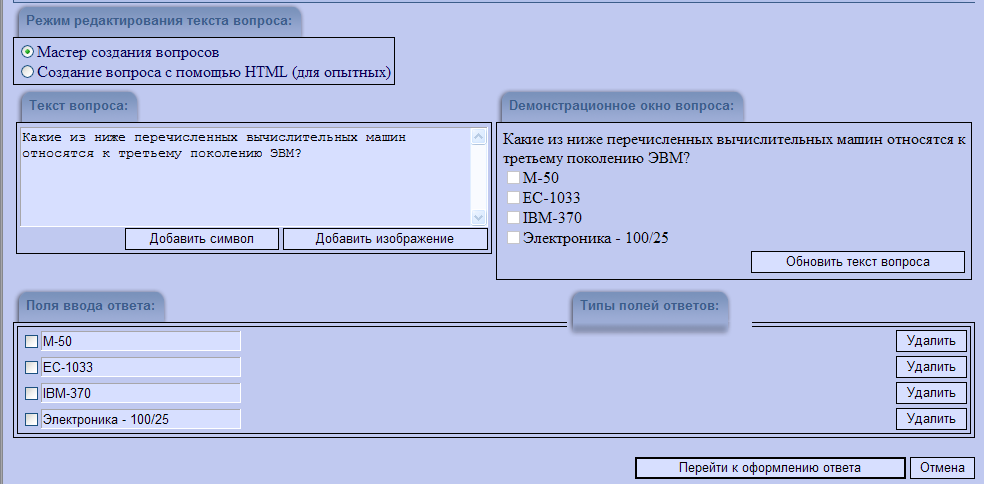 Режим редактирования текста вопроса:
Мастер создания вопросов
Создание вопроса с помощью HTML (для опытных)
Текст вопроса:
Какие из ниже перечисленных вычислительных машин
относятся к третьему поколению ЭВМ?
Добавить символ
Добавить изображение
Демонстрационное окно вопроса:
Какие из ниже перечисленных вычислительных машин относятся к
третьему поколению ЭВМ?
М-50
ЕС-1033
IBM-370
Электроника - 100/25
Обновить текст вопроса
Поля ввода ответа:
Типы полей ответов:
М-50 Удалить
ЕС-1033 Удалить
IBM-370 Удалить
Электроника - 100/25 Удалить
Перейти к оформлению ответа Отмена